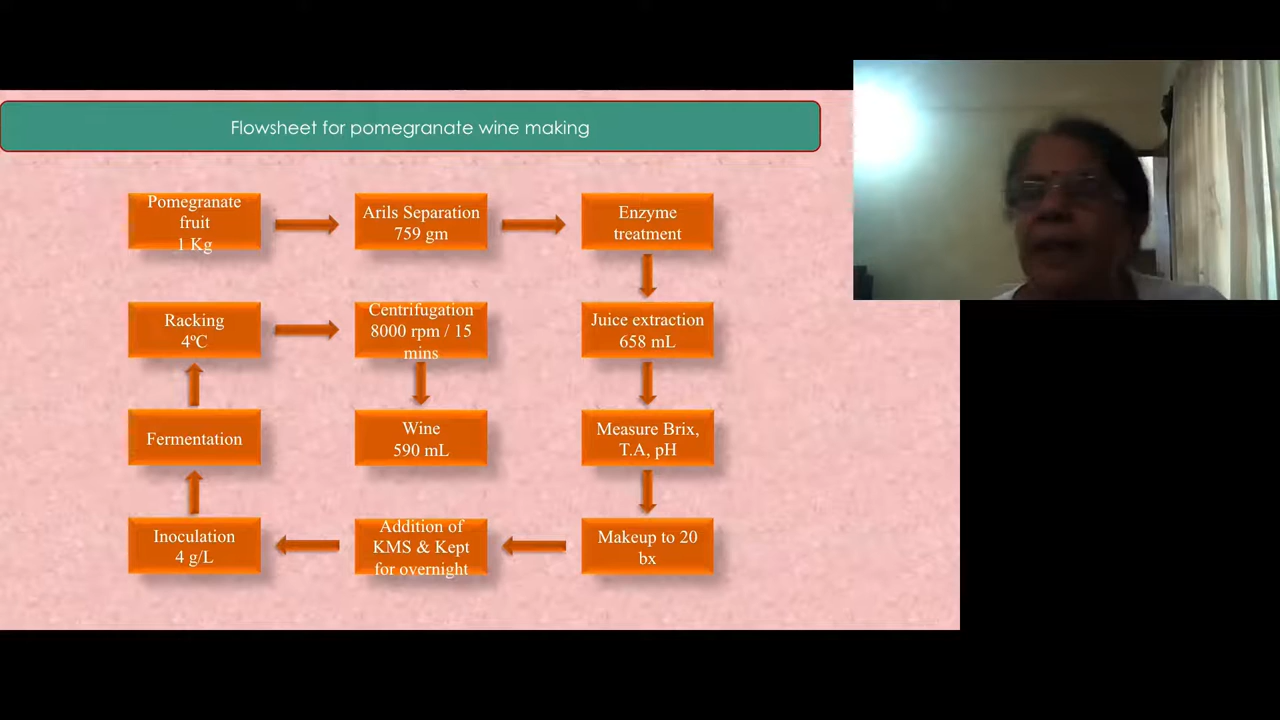 Flowsheet for pomegranate wine making
Pomegranate
fruit
1 Kg
Arils Separation
759 gm
Enzyme
treatment
Racking
4ºC
Centrifugation
8000 rpm / 15
mins
Juice extraction
658 mL
Fermentation
Wine
590 mL
Measure Brix,
T.A, pH
Inoculation
4 g/L
Addition of
KMS & Kept
for overnight
Makeup to 20
bx